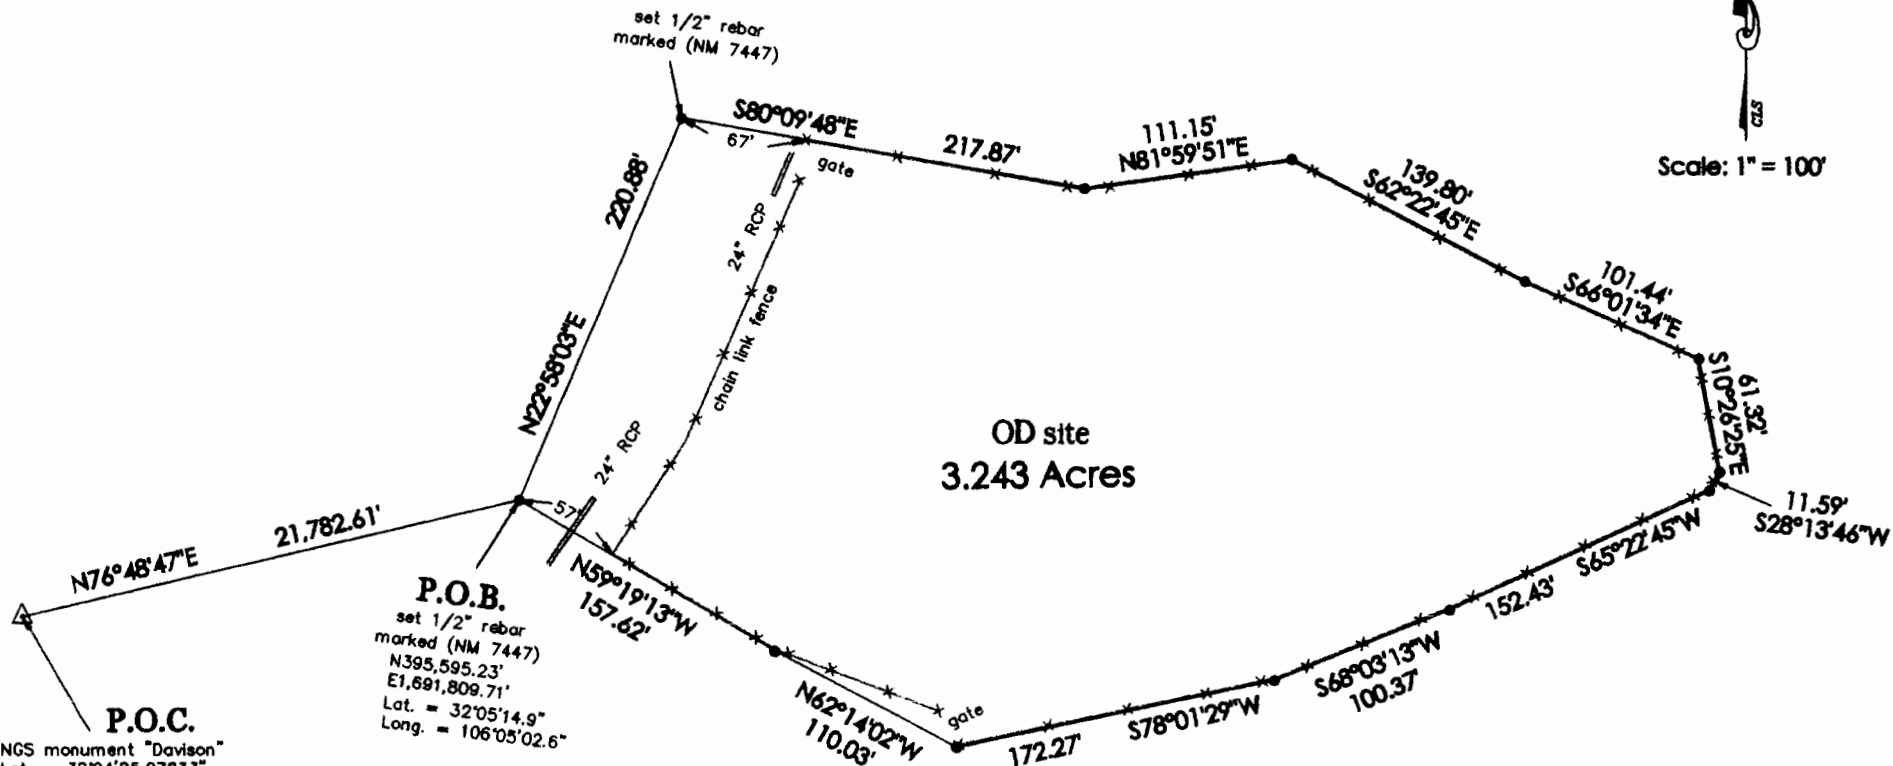 set 1/2" rebar
marked (NM 7447)
S80°09'48"E
67'
gate
217.87'
111.15'
N81°59'51"E
139.80'
S62°22'45"E
CLS
Scale: 1" = 100'
220.88'
N22°58'03"E
24" RCP
chain link fence
101.44'
S66°01'34"E
61.32'
S10°26'25"E
OD site
3.243 Acres
11.59'
S28°13'46"W
24" RCP
57'
21,782.61'
N76°48'47"E
S65°22'45"W
152.43'
P.O.B.
set 1/2" rebar
marked (NM 7447)
N395,595.23'
E1,691,809.71'
Lat. = 32°05'14.9"
Long. = 106°05'02.6"
N59°19'13"W
157.62'
S68°03'13"W
100.37'
N62°14'02"W
110.03'
gate
S78°01'29"W
172.27'
P.O.C.
NGS monument "Davison"